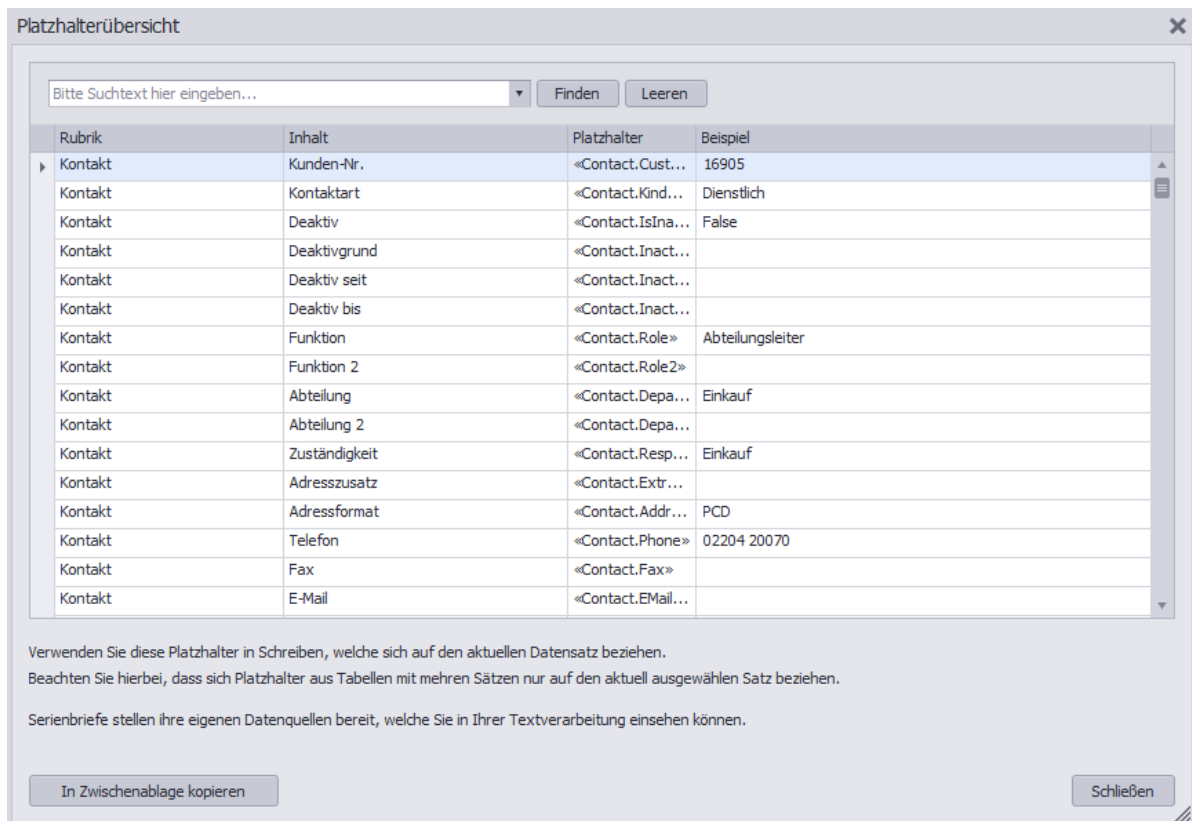 Platzhalterübersicht
Bitte Suchtext hier eingeben... Finden Leeren
Rubrik Inhalt Platzhalter Beispiel
Kontakt Kunden-Nr. «Contact.Cust... 16905
Kontakt Kontaktart «Contact.Kind... Dienstlich
Kontakt Deaktiv «Contact.IsIna... False
Kontakt Deaktivgrund «Contact.Inact...
Kontakt Deaktiv seit «Contact.Inact...
Kontakt Deaktiv bis «Contact.Inact...
Kontakt Funktion «Contact.Role» Abteilungsleiter
Kontakt Funktion 2 «Contact.Role2»
Kontakt Abteilung «Contact.Depa... Einkauf
Kontakt Abteilung 2 «Contact.Depa...
Kontakt Zuständigkeit «Contact.Resp... Einkauf
Kontakt Adresszusatz «Contact.Extr...
Kontakt Adressformat «Contact.Addr... PCD
Kontakt Telefon «Contact.Phone» 02204 20070
Kontakt Fax «Contact.Fax»
Kontakt E-Mail «Contact.EMail...
Verwenden Sie diese Platzhalter in Schreiben, welche sich auf den aktuellen Datensatz beziehen.
Beachten Sie hierbei, dass sich Platzhalter aus Tabellen mit mehren Sätzen nur auf den aktuell ausgewählen Satz beziehen.
Serienbriefe stellen ihre eigenen Datenquellen bereit, welche Sie in Ihrer Textverarbeitung einsehen können.
In Zwischenablage kopieren Schließen